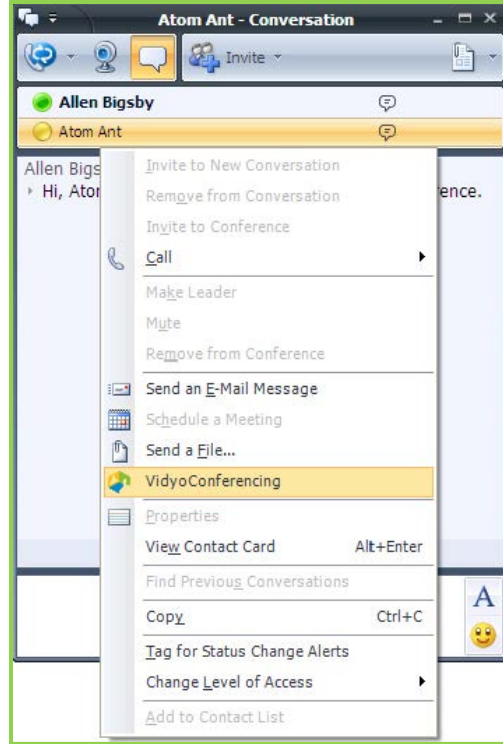 Atom Ant - Conversation
Invite
Allen Bigsby
Atom Ant
Allen Bigs
Hi, Ator
ence.
Invite to New Conversation
Remove from Conversation
Invite to Conference
Call
Make Leader
Mute
Remove from Conference
Send an E-Mail Message
Schedule a Meeting
Send a File...
VidyoConferencing
Properties
View Contact Card Alt+Enter
Find Previous Conversations
Copy Ctrl+C
A
Tag for Status Change Alerts
Change Level of Access
Add to Contact List